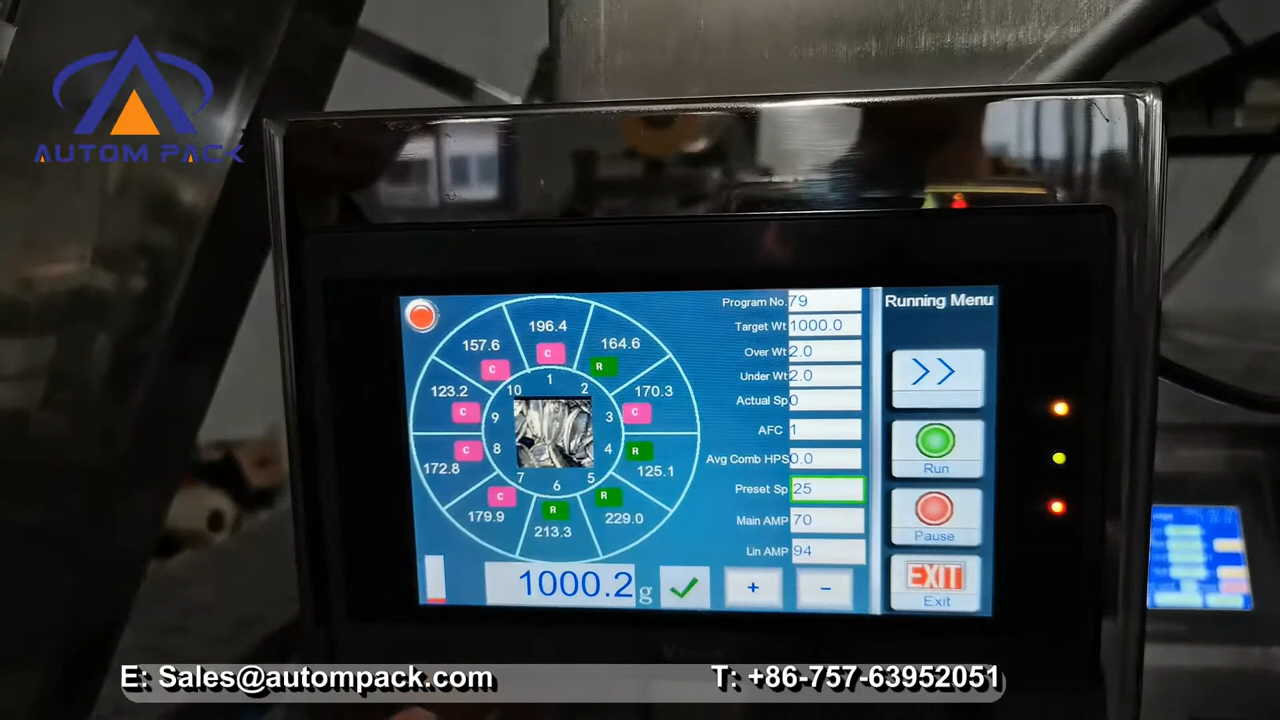 AUTOM PACK
Running Menu
Program No. 79
Target Wt 1000.0
Over Wt 2.0
Under Wt 2.0
Actual Sp 0
AFC 1
Avg Comb HPS 0.0
Preset Sp 25
Main AMP 70
Lin AMP 94
196.4
C
1
164.6
R
2
170.3
C
3
125.1
R
4
229.0
R
5
213.3
R
6
179.9
C
7
172.8
C
8
123.2
C
9
157.6
C
10
1000.2 g
+
−
>>
Run
Pause
EXIT
Exit
E: Sales@autompack.com
T: +86-757-63952051